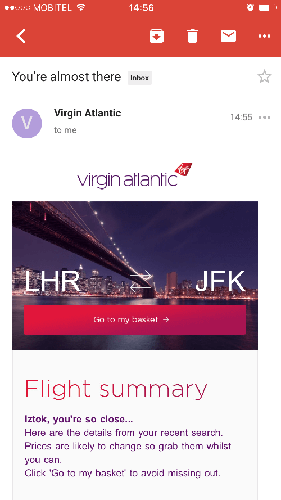 MOBITEL 14:56
You're almost there Inbox
V
Virgin Atlantic 14:55
to me
virgin atlantic
LHR JFK
Go to my basket →
Flight summary
Iztok, you're so close...
Here are the details from your recent search.
Prices are likely to change so grab them whilst
you can.
Click 'Go to my basket' to avoid missing out.